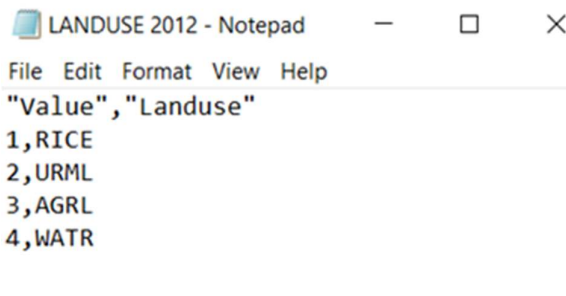 LANDUSE 2012 - Notepad
File Edit Format View Help
"Value","Landuse"
1,RICE
2,URML
3,AGRL
4,WATR